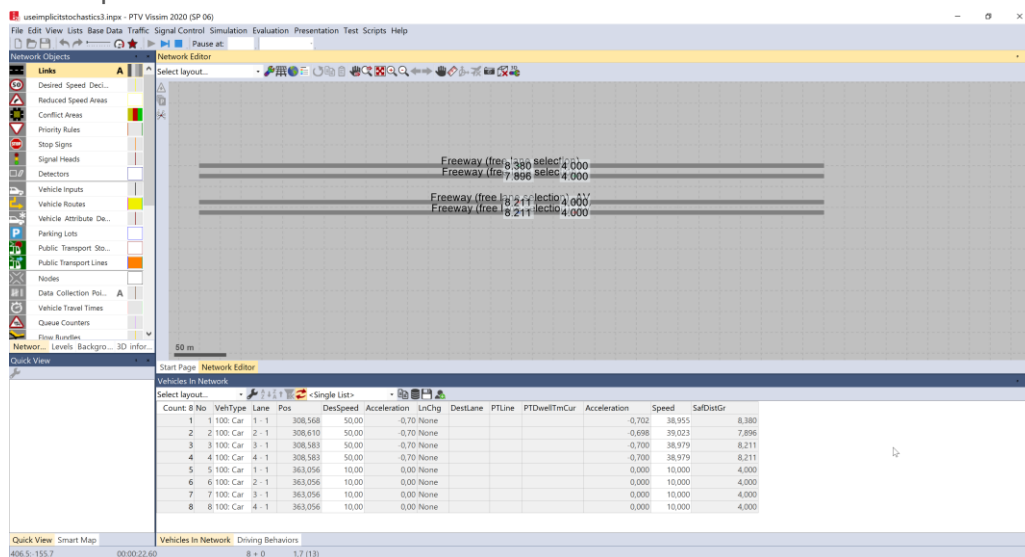 useimplicitstochastics3.inpx - PTV Vissim 2020 (SP 06)
File Edit View Lists Base Data Traffic Signal Control Simulation Evaluation Presentation Test Scripts Help
Pause at:
Network Objects
Network Editor
Links A
Select layout...
Desired Speed Deci...
Reduced Speed Areas
Conflict Areas
Priority Rules
Stop Signs
Signal Heads
Detectors
Vehicle Inputs
Vehicle Routes
Vehicle Attribute De...
Parking Lots
Public Transport Sto...
Public Transport Lines
Nodes
Data Collection Poi... A
Vehicle Travel Times
Queue Counters
Flow Bundles
Freeway (free lane selection)
8.380 4.000
Freeway (free selec
7.896 4.000
Freeway (free lane selection) AV
8.211 4.000
Freeway (free l lectio
8.211 4.000
50 m
Networ... Levels Backgro... 3D infor...
Quick View
Start Page Network Editor
Vehicles In Network
Select layout... <Single List>
Count: 8 No VehType Lane Pos DesSpeed Acceleration LnChg DestLane PTLine PTDwellTmCur Acceleration Speed SafDistGr
1 1 100: Car 1 - 1 308,568 50,00 -0,70 None -0,702 38,955 8,380
2 2 100: Car 2 - 1 308,610 50,00 -0,70 None -0,698 39,023 7,896
3 3 100: Car 3 - 1 308,583 50,00 -0,70 None -0,700 38,979 8,211
4 4 100: Car 4 - 1 308,583 50,00 -0,70 None -0,700 38,979 8,211
5 5 100: Car 1 - 1 363,056 10,00 0,00 None 0,000 10,000 4,000
6 6 100: Car 2 - 1 363,056 10,00 0,00 None 0,000 10,000 4,000
7 7 100: Car 3 - 1 363,056 10,00 0,00 None 0,000 10,000 4,000
8 8 100: Car 4 - 1 363,056 10,00 0,00 None 0,000 10,000 4,000
Quick View Smart Map
Vehicles In Network Driving Behaviors
406.5:-155.7 00:00:22.60 8 + 0 1.7 (13)